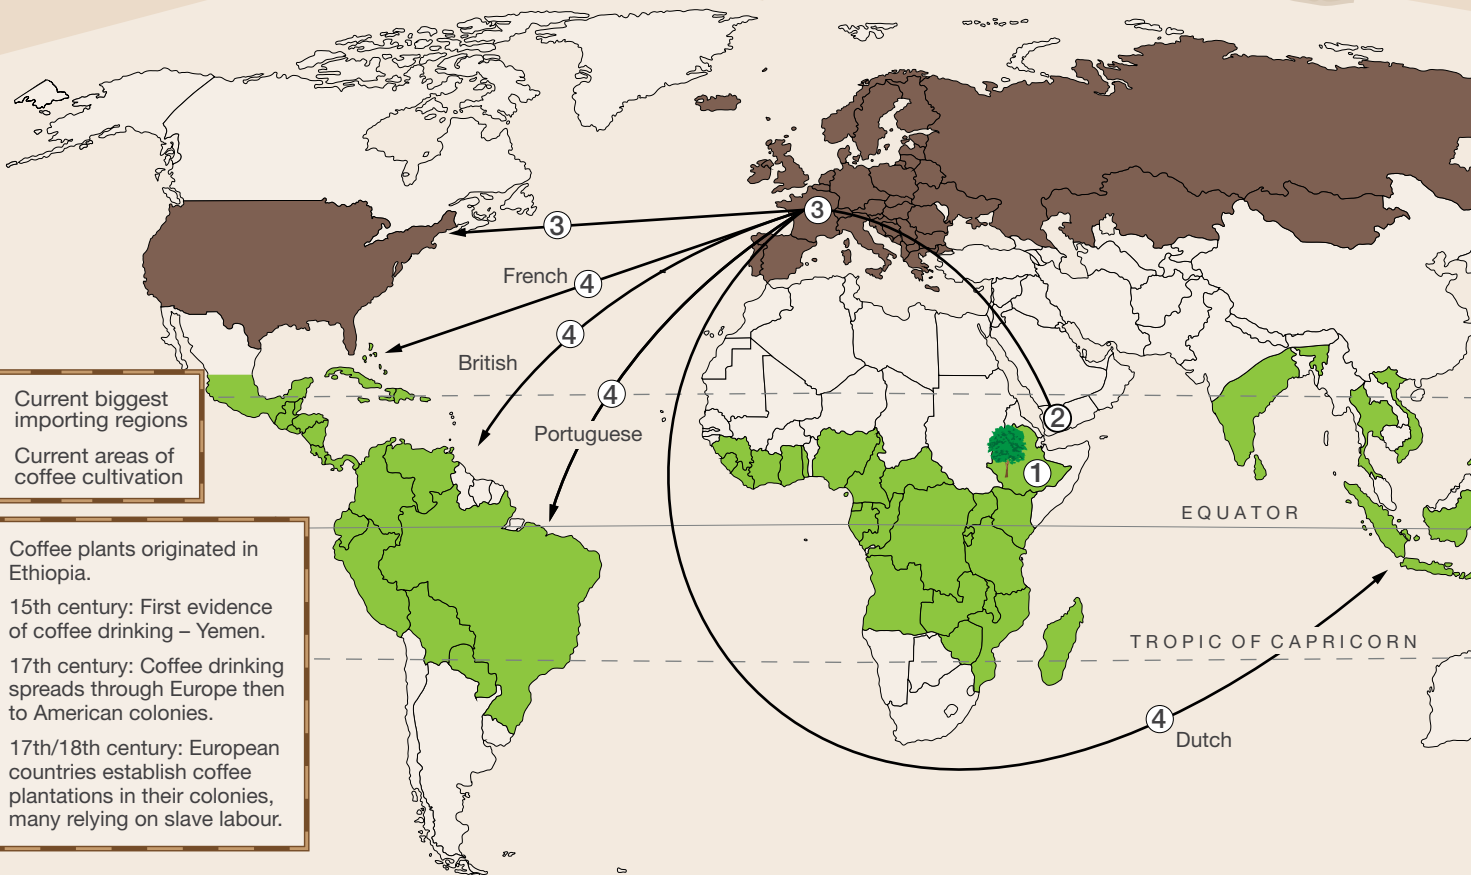 3
3
French
4
4
British
4
Portuguese
2
1
Current biggest
importing regions
Current areas of
coffee cultivation
EQUATOR
Coffee plants originated in
Ethiopia.
15th century: First evidence
of coffee drinking – Yemen.
17th century: Coffee drinking
spreads through Europe then
to American colonies.
17th/18th century: European
countries establish coffee
plantations in their colonies,
many relying on slave labour.
TROPIC OF CAPRICORN
4
Dutch